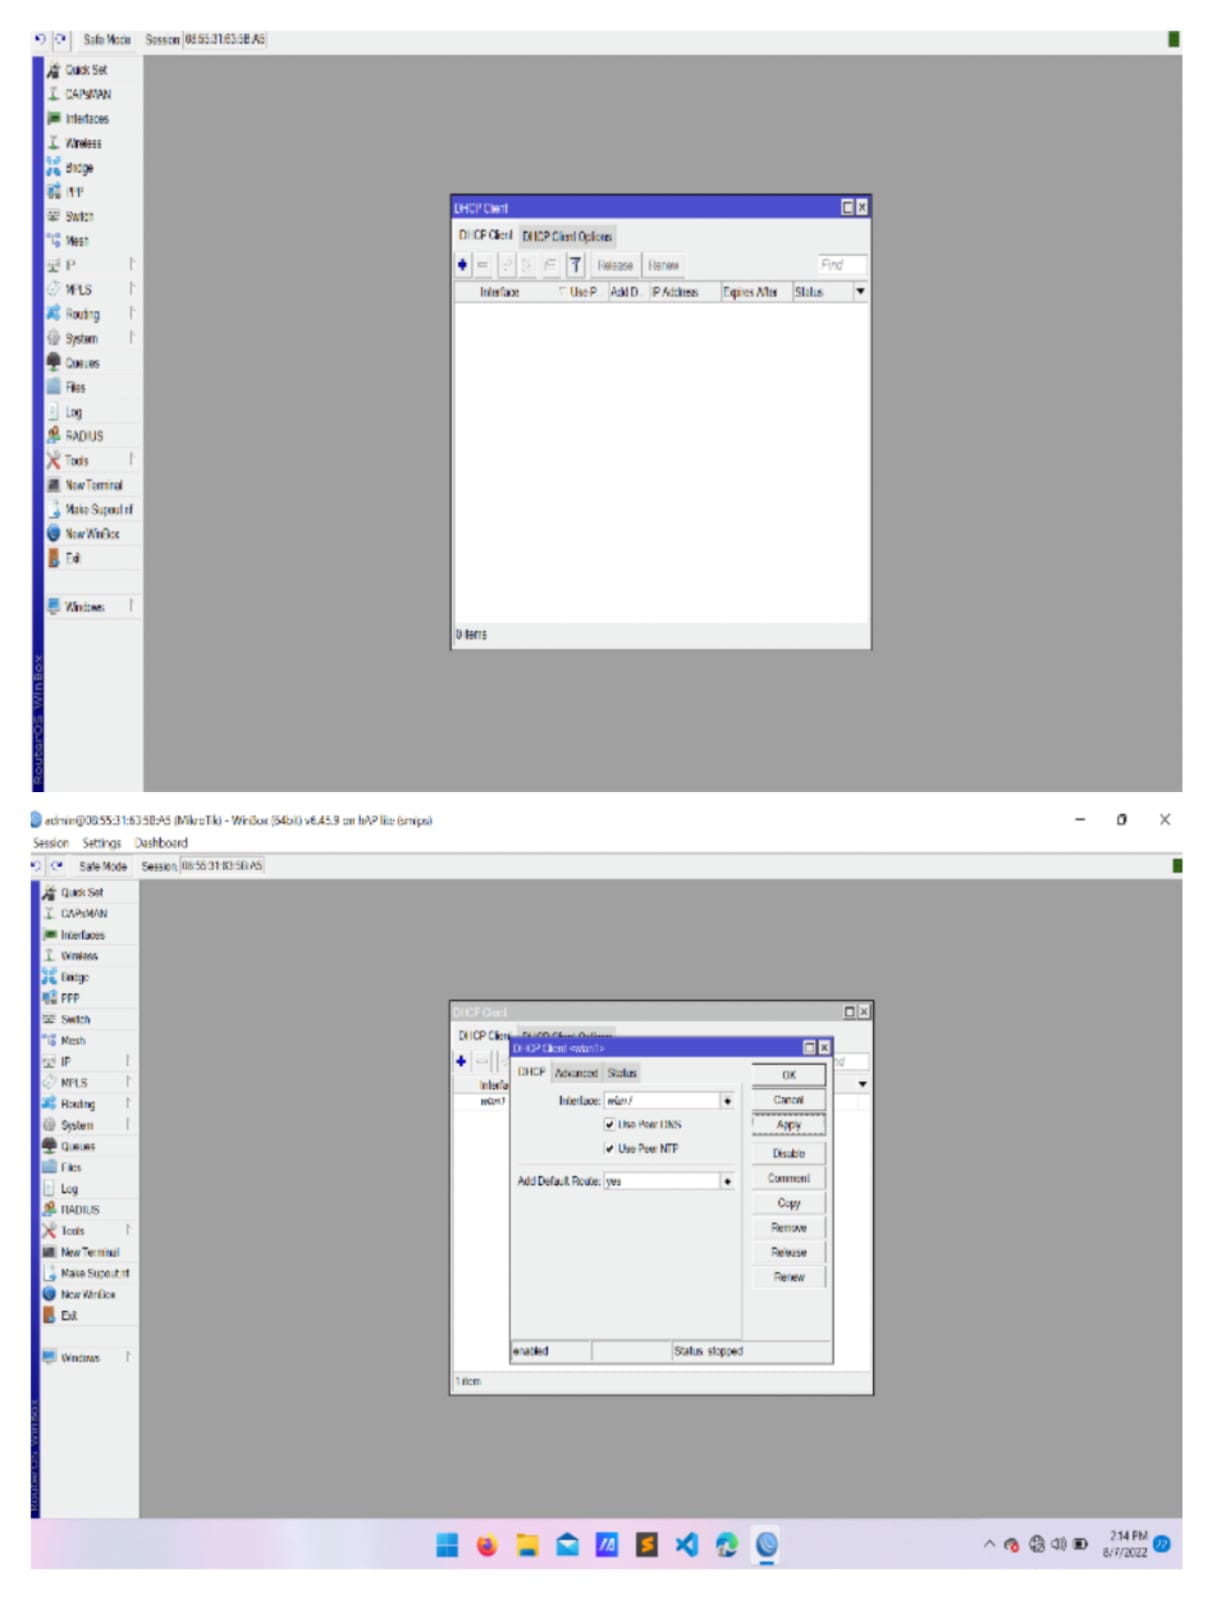 Safe Mode Session: 08:55:31:63:5B:A5
Quick Set
CAPsMAN
Interfaces
Wireless
Bridge
PPP
Switch
Mesh
IP
MPLS
Routing
System
Queues
Files
Log
RADIUS
Tools
New Terminal
Make Supout.rif
New WinBox
Exit
Windows
RouterOS WinBox
DHCP Client
DHCP Client DHCP Client Options
Release Renew Find
Interface Use P... Add D... IP Address Expires After Status
0 items
admin@08:55:31:63:5B:A5 (MikroTik) - WinBox (64bit) v6.45.9 on hAP lite (smips)
Session Settings Dashboard
Safe Mode Session: 08:55:31:63:5B:A5
Quick Set
CAPsMAN
Interfaces
Wireless
Bridge
PPP
Switch
Mesh
IP
MPLS
Routing
System
Queues
Files
Log
RADIUS
Tools
New Terminal
Make Supout.rif
New WinBox
Exit
Windows
RouterOS WinBox
DHCP Client
DHCP Client DHCP Client Options
Interfa
wlan1
1 item
DHCP Client <wlan1>
DHCP Advanced Status
Interface: wlan1
Use Peer DNS
Use Peer NTP
Add Default Route: yes
OK
Cancel
Apply
Disable
Comment
Copy
Remove
Release
Renew
enabled Status: stopped
2:14 PM
8/7/2022
22